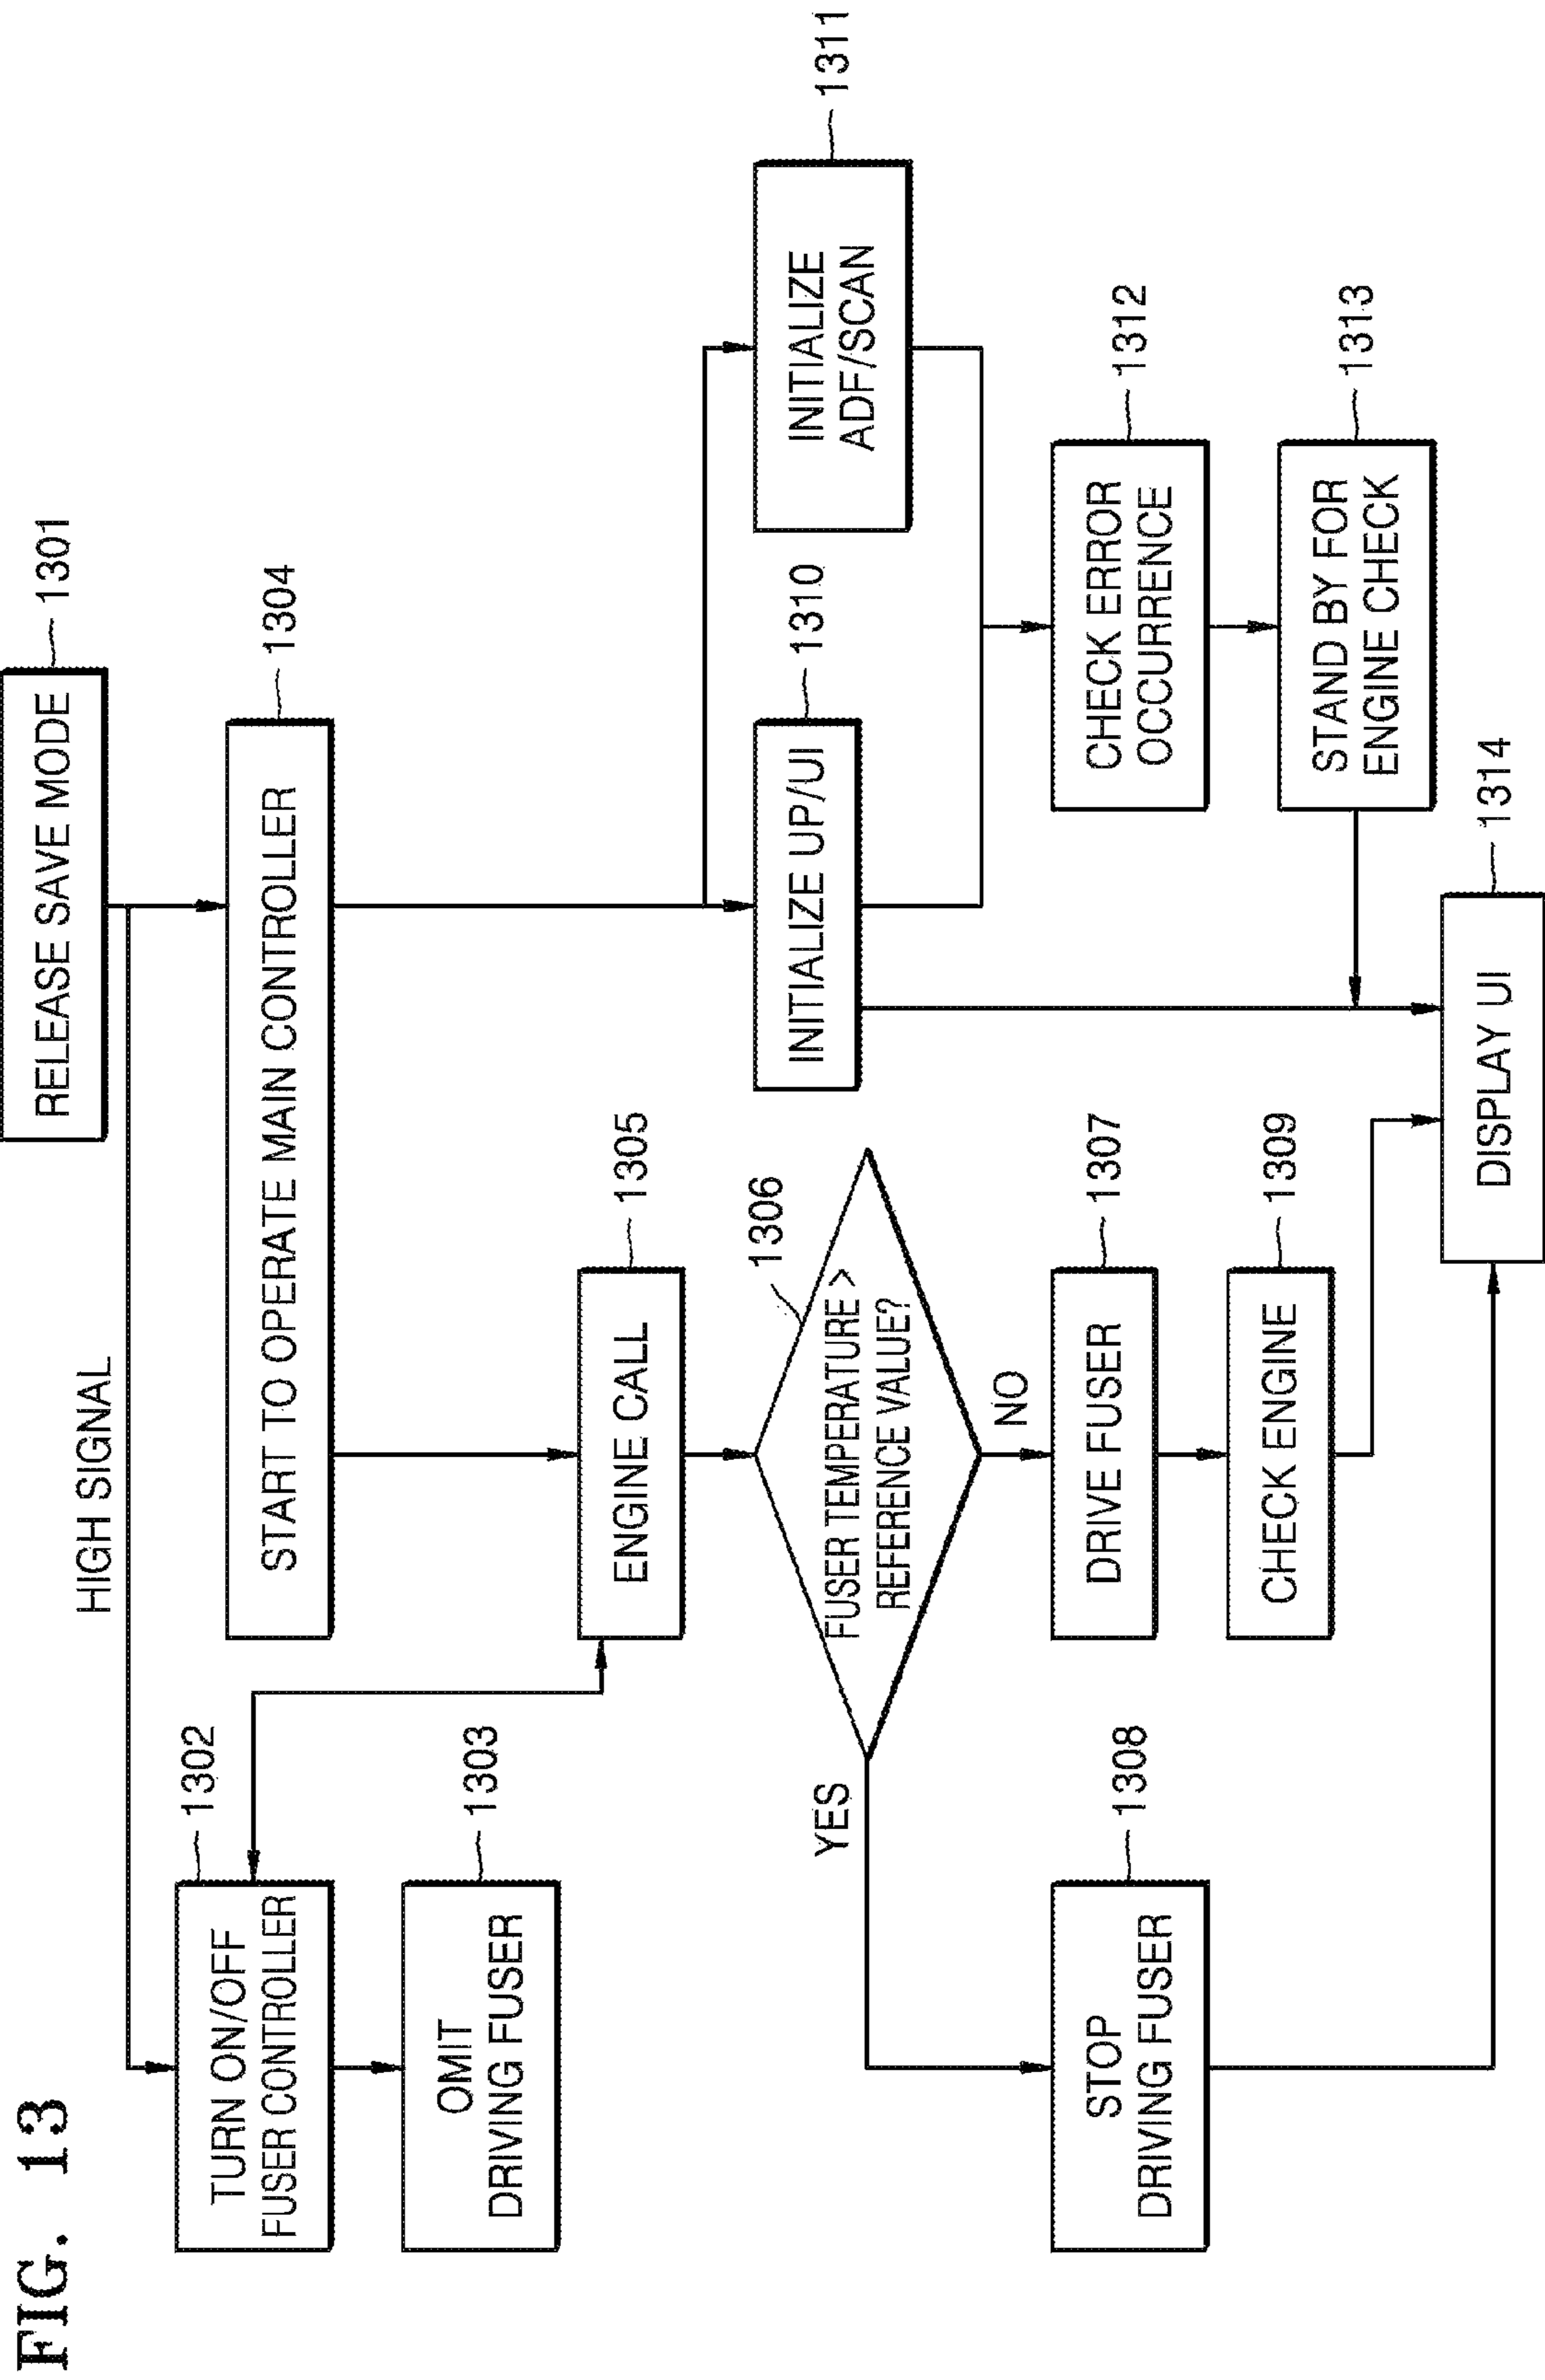 FIG. 13
RELEASE SAVE MODE
1301
HIGH SIGNAL
TURN ON/OFF
FUSER CONTROLLER
1302
OMIT
DRIVING FUSER
1303
START TO OPERATE MAIN CONTROLLER
1304
ENGINE CALL
1305
FUSER TEMPERATURE >
REFERENCE VALUE?
1306
YES
NO
DRIVE FUSER
1307
STOP
DRIVING FUSER
1308
CHECK ENGINE
1309
INITIALIZE UP/UI
1310
INITIALIZE
ADF/SCAN
1311
CHECK ERROR
OCCURRENCE
1312
STAND BY FOR
ENGINE CHECK
1313
DISPLAY UI
1314